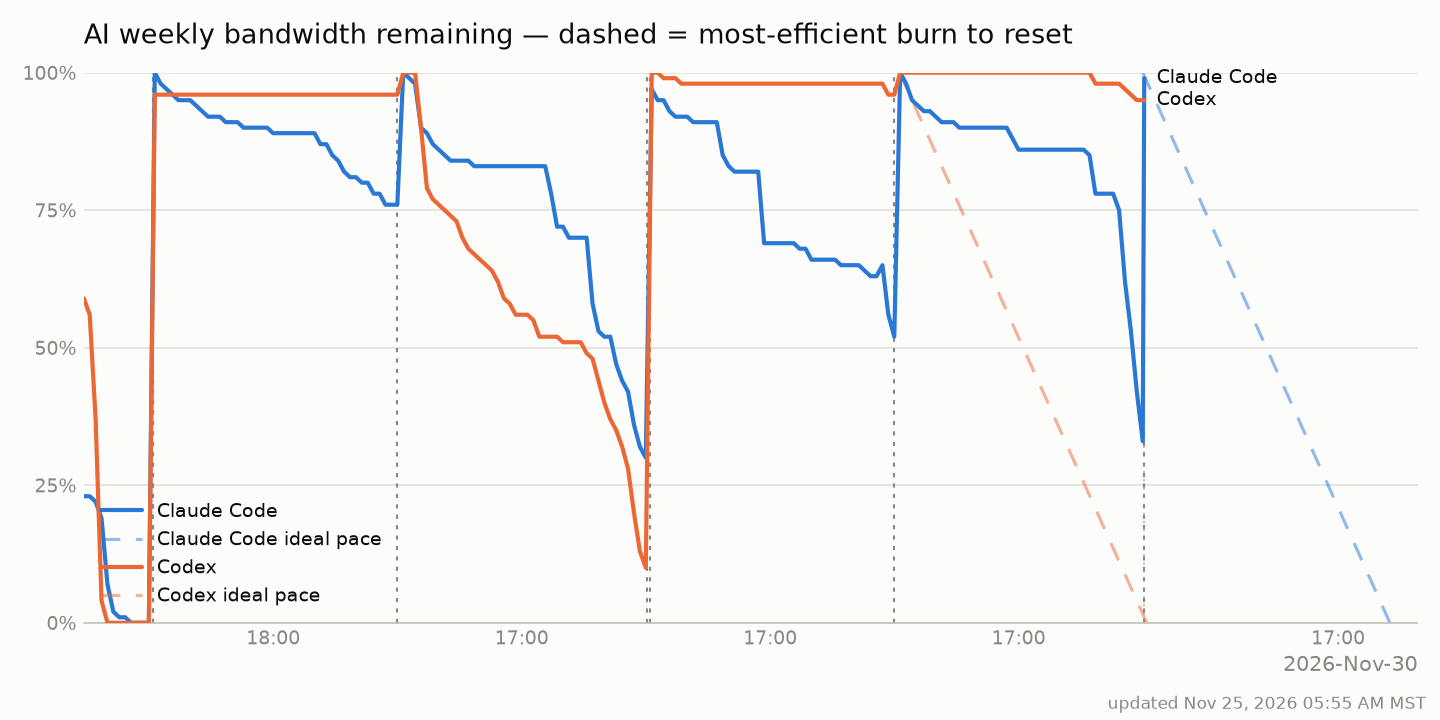 AI weekly bandwidth remaining — dashed = most-efficient burn to reset
100%
75%
50%
25%
0%
Claude Code
Codex
Claude Code
Claude Code ideal pace
Codex
Codex ideal pace
18:00 17:00 17:00 17:00 17:00
2026-Nov-30
updated Nov 25, 2026 05:55 AM MST